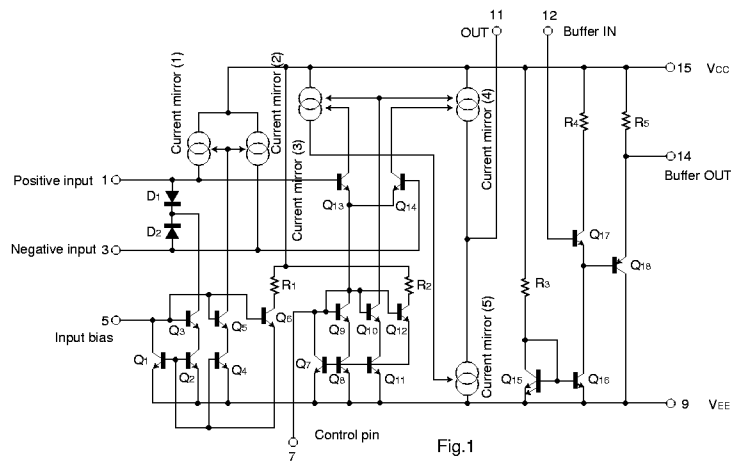 11
12
OUT
Buffer IN
Current mirror (1)
Current mirror (2)
15 VCC
Current mirror (3)
Current mirror (4)
R4
R5
14
Buffer OUT
Positive input 1
D1
Q13
Q14
D2
Negative input 3
Q17
Q18
R1
R2
R3
5
Input bias
Q3
Q5
Q6
Q9
Q10
Q12
Current mirror (5)
Q1
Q2
Q4
Q7
Q8
Q11
Q15
Q16
9 VEE
Control pin
7
Fig.1